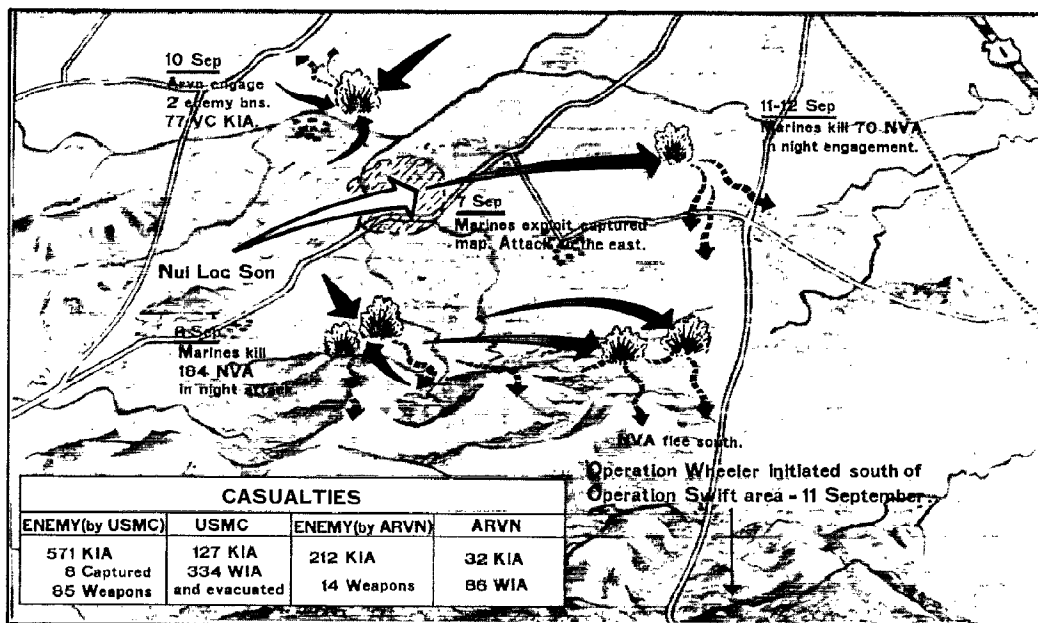 10 Sep
Arvn engage
2 enemy bns.
77 VC KIA.
11-12 Sep
Marines kill 70 NVA
in night engagement.
7 Sep
Marines exploit captured
map. Attack to the east.
Nui Loc Son
8 Sep
Marines kill
184 NVA
in night attack
NVA flee south.
Operation Wheeler initiated south of
Operation Swift area - 11 September.
CASUALTIES
ENEMY(by USMC) USMC ENEMY(by ARVN) ARVN
571 KIA 127 KIA 212 KIA 32 KIA
8 Captured 334 WIA
85 Weapons and evacuated 14 Weapons 86 WIA